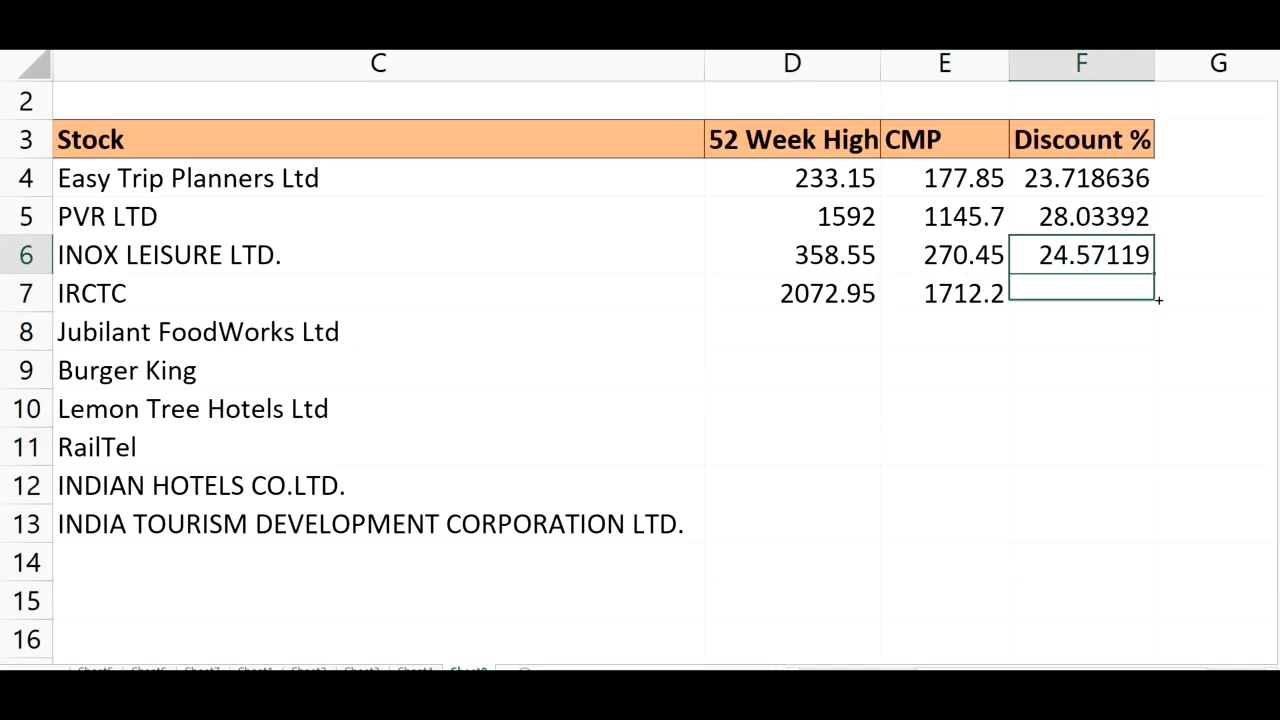 C D E F G
2
3 Stock 52 Week High CMP Discount %
4 Easy Trip Planners Ltd 233.15 177.85 23.718636
5 PVR LTD 1592 1145.7 28.03392
6 INOX LEISURE LTD. 358.55 270.45 24.57119
7 IRCTC 2072.95 1712.2
8 Jubilant FoodWorks Ltd
9 Burger King
10 Lemon Tree Hotels Ltd
11 RailTel
12 INDIAN HOTELS CO.LTD.
13 INDIA TOURISM DEVELOPMENT CORPORATION LTD.
14
15
16